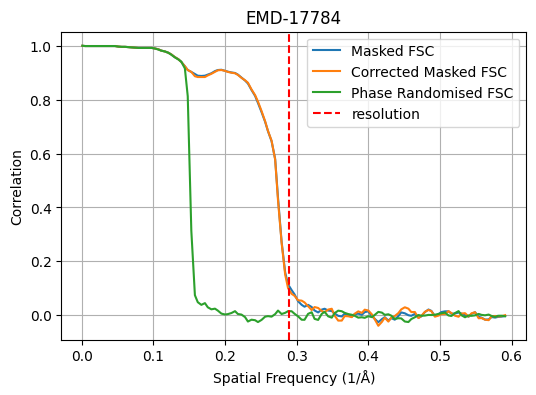 EMD-17784
Masked FSC
Corrected Masked FSC
Phase Randomised FSC
resolution
Correlation
1.0
0.8
0.6
0.4
0.2
0.0
0.0 0.1 0.2 0.3 0.4 0.5 0.6
Spatial Frequency (1/Å)